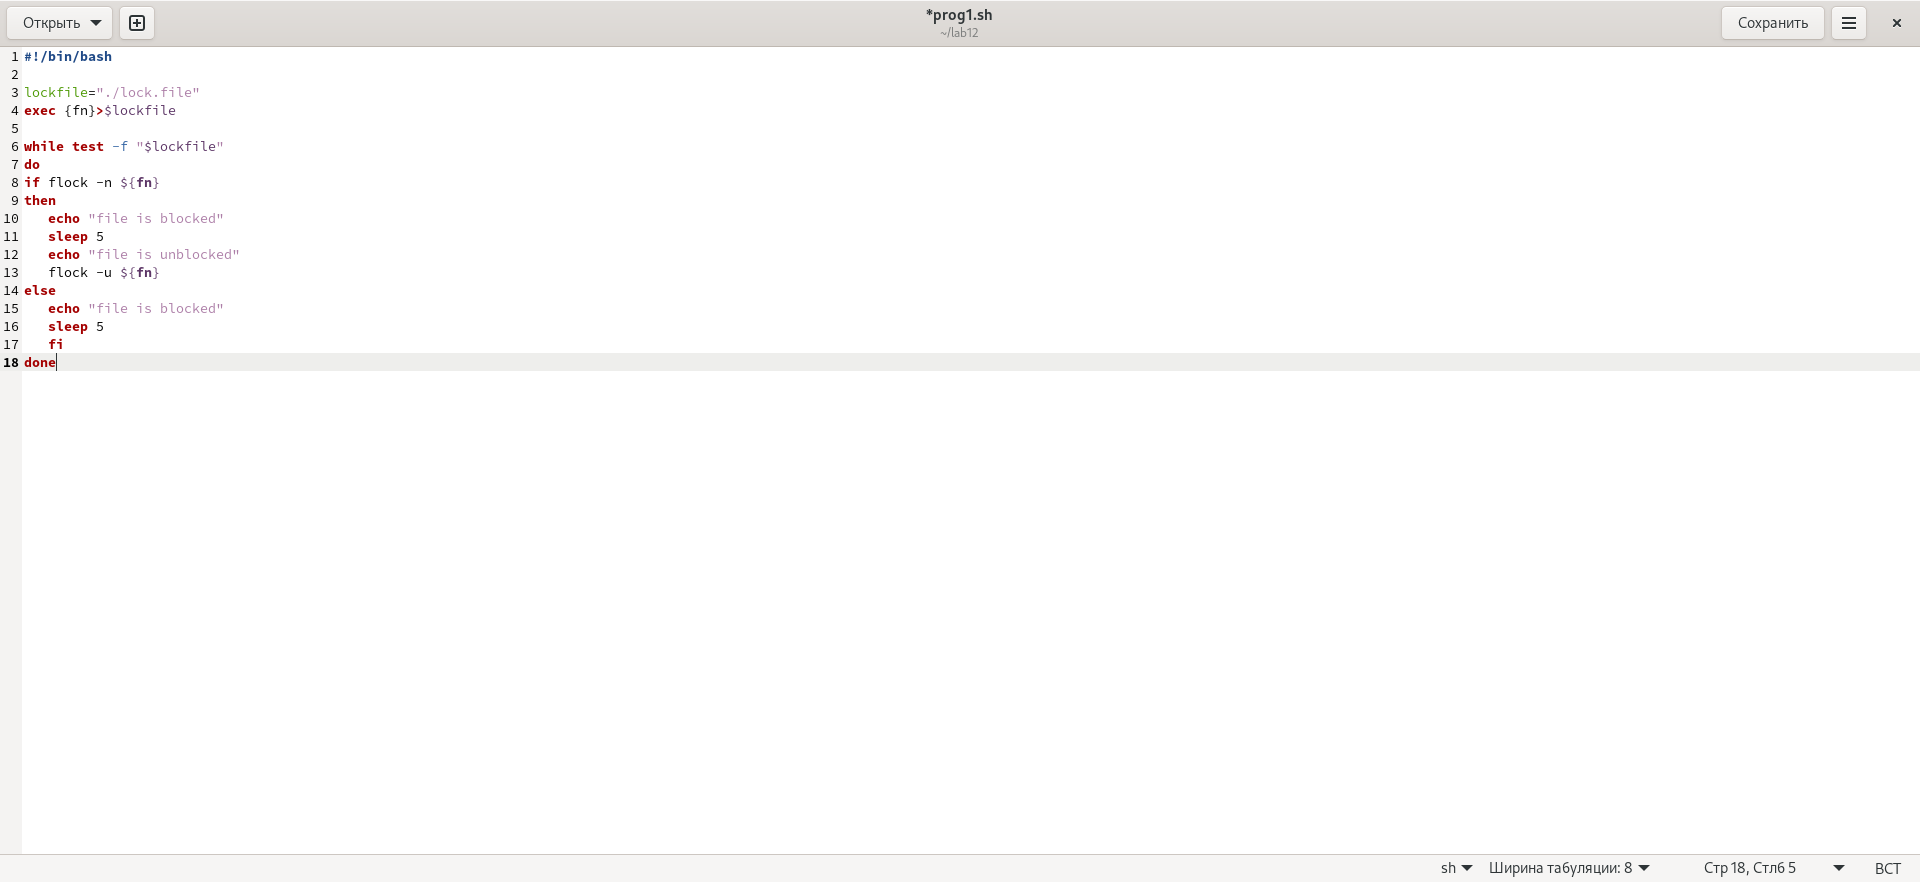 Открыть
*prog1.sh
~/lab12
Сохранить
1 #!/bin/bash
2
3 lockfile="./lock.file"
4 exec {fn}>$lockfile
5
6 while test -f "$lockfile"
7 do
8 if flock -n ${fn}
9 then
10    echo "file is blocked"
11    sleep 5
12    echo "file is unblocked"
13    flock -u ${fn}
14 else
15    echo "file is blocked"
16    sleep 5
17    fi
18 done
sh Ширина табуляции: 8 Стр 18, Стлб 5 ВСТ